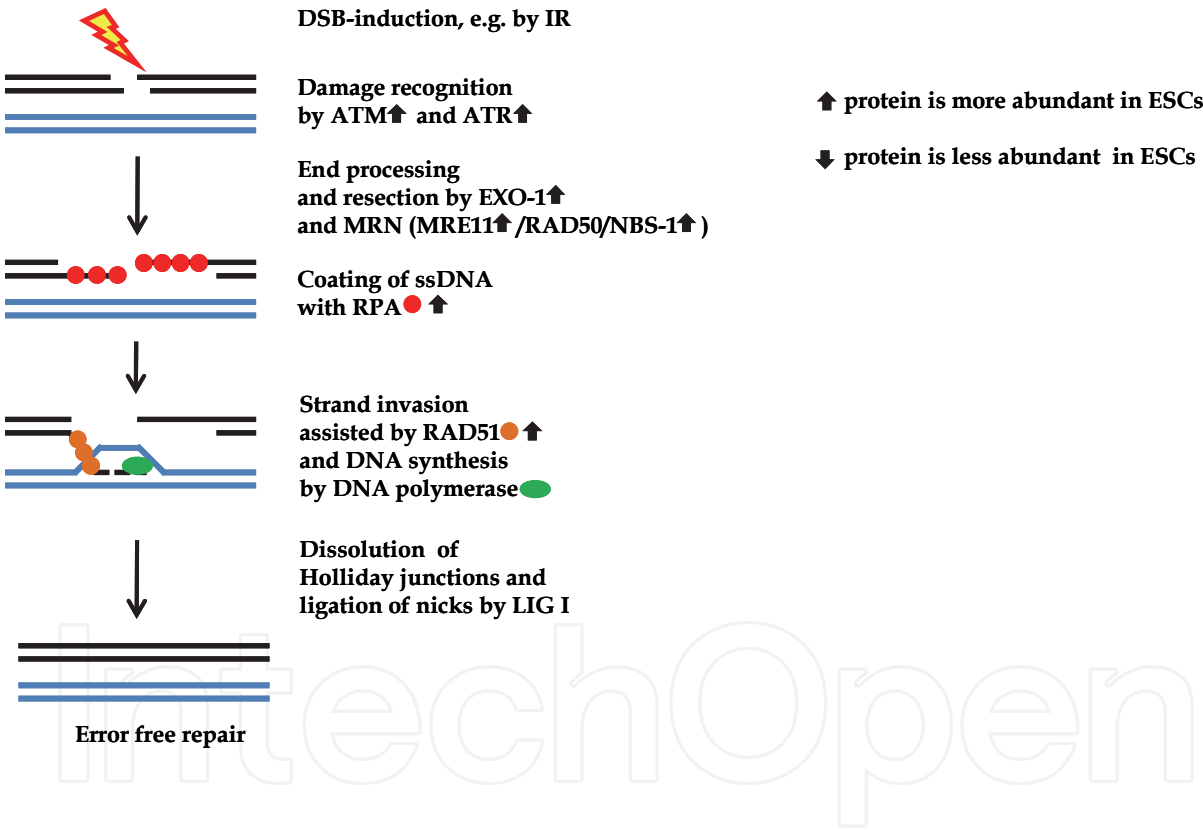 DSB-induction, e.g. by IR
Damage recognition
by ATM⬆ and ATR⬆
⬆ protein is more abundant in ESCs
⬇ protein is less abundant in ESCs
End processing
and resection by EXO-1⬆
and MRN (MRE11⬆/RAD50/NBS-1⬆)
Coating of ssDNA
with RPA ⬆
Strand invasion
assisted by RAD51 ⬆
and DNA synthesis
by DNA polymerase
Dissolution of
Holliday junctions and
ligation of nicks by LIG I
Error free repair
IntechOpen